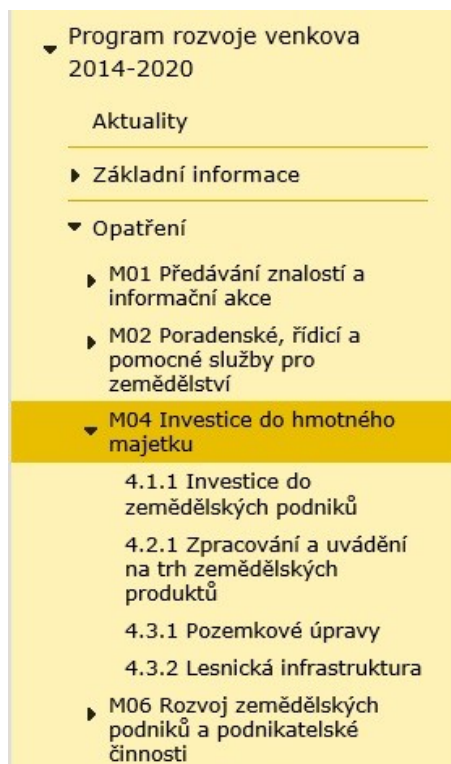 Program rozvoje venkova
2014-2020
Aktuality
Základní informace
Opatření
M01 Předávání znalostí a
informační akce
M02 Poradenské, řídicí a
pomocné služby pro
zemědělství
M04 Investice do hmotného
majetku
4.1.1 Investice do
zemědělských podniků
4.2.1 Zpracování a uvádění
na trh zemědělských
produktů
4.3.1 Pozemkové úpravy
4.3.2 Lesnická infrastruktura
M06 Rozvoj zemědělských
podniků a podnikatelské
činnosti